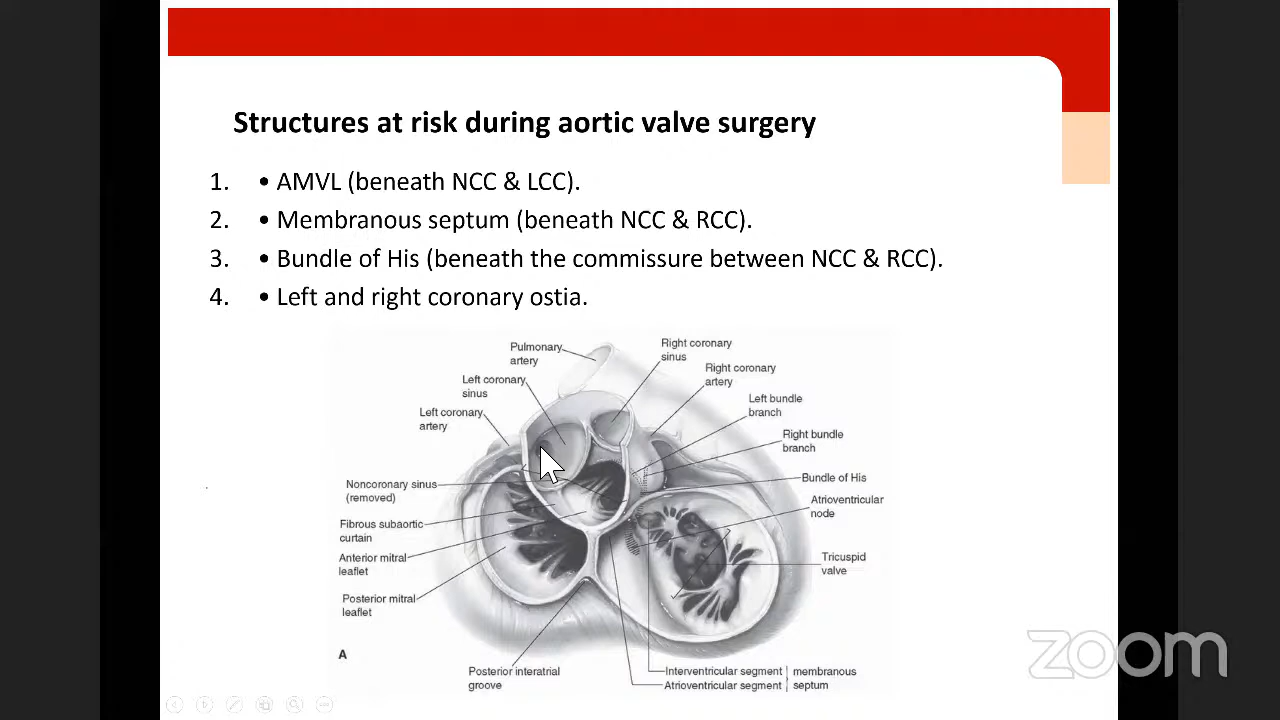 Structures at risk during aortic valve surgery
1. • AMVL (beneath NCC & LCC).
2. • Membranous septum (beneath NCC & RCC).
3. • Bundle of His (beneath the commissure between NCC & RCC).
4. • Left and right coronary ostia.
Pulmonary
artery
Right coronary
sinus
Left coronary
sinus
Right coronary
artery
Left coronary
artery
Left bundle
branch
Right bundle
branch
Noncoronary sinus
(removed)
Bundle of His
Atrioventricular
node
Fibrous subaortic
curtain
Anterior mitral
leaflet
Tricuspid
valve
Posterior mitral
leaflet
A
Posterior interatrial
groove
Interventricular segment
Atrioventricular segment
membranous
septum
zoom